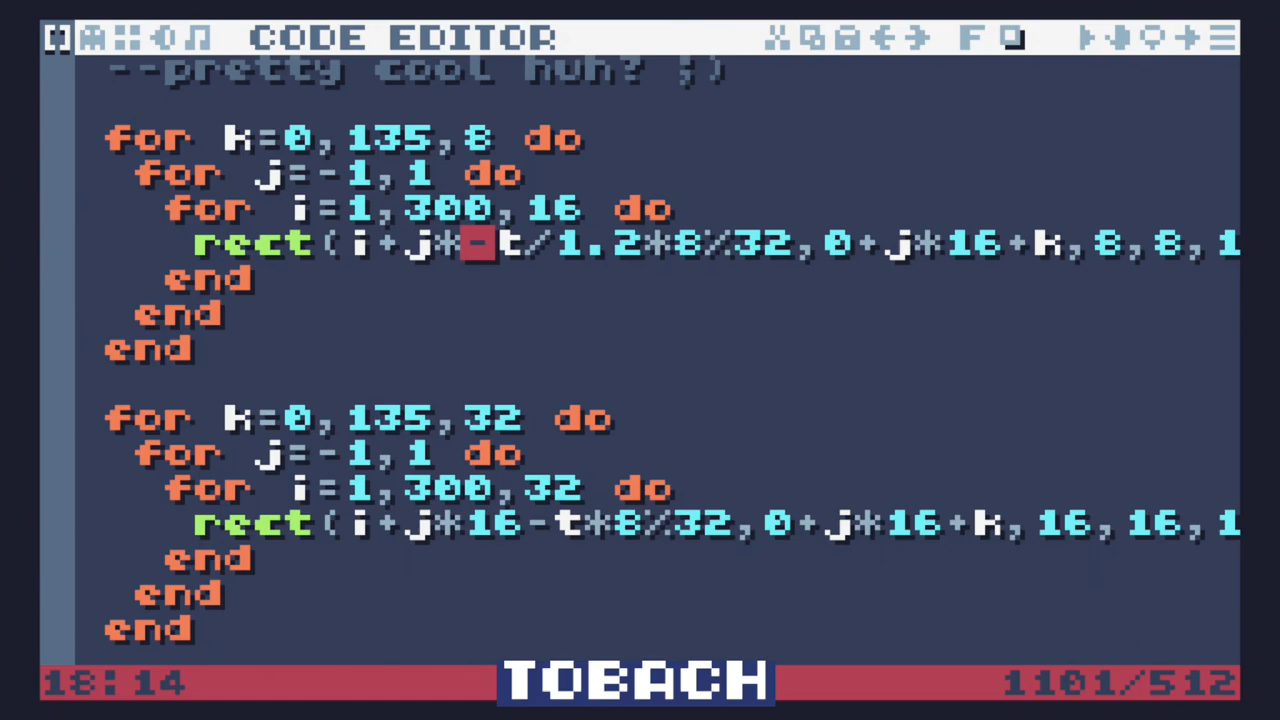 CODE EDITOR
F
--pretty cool huh? ;)
for k=0,135,8 do
for j=-1,1 do
for i=1,300,16 do
rect(i+j*-t/1.2*8%32,0+j*16+k,8,8,1
end
end
end
for k=0,135,32 do
for j=-1,1 do
for i=1,300,32 do
rect(i+j*16-t*8%32,0+j*16+k,16,16,1
end
end
end
18:14
TOBACH
1101/512